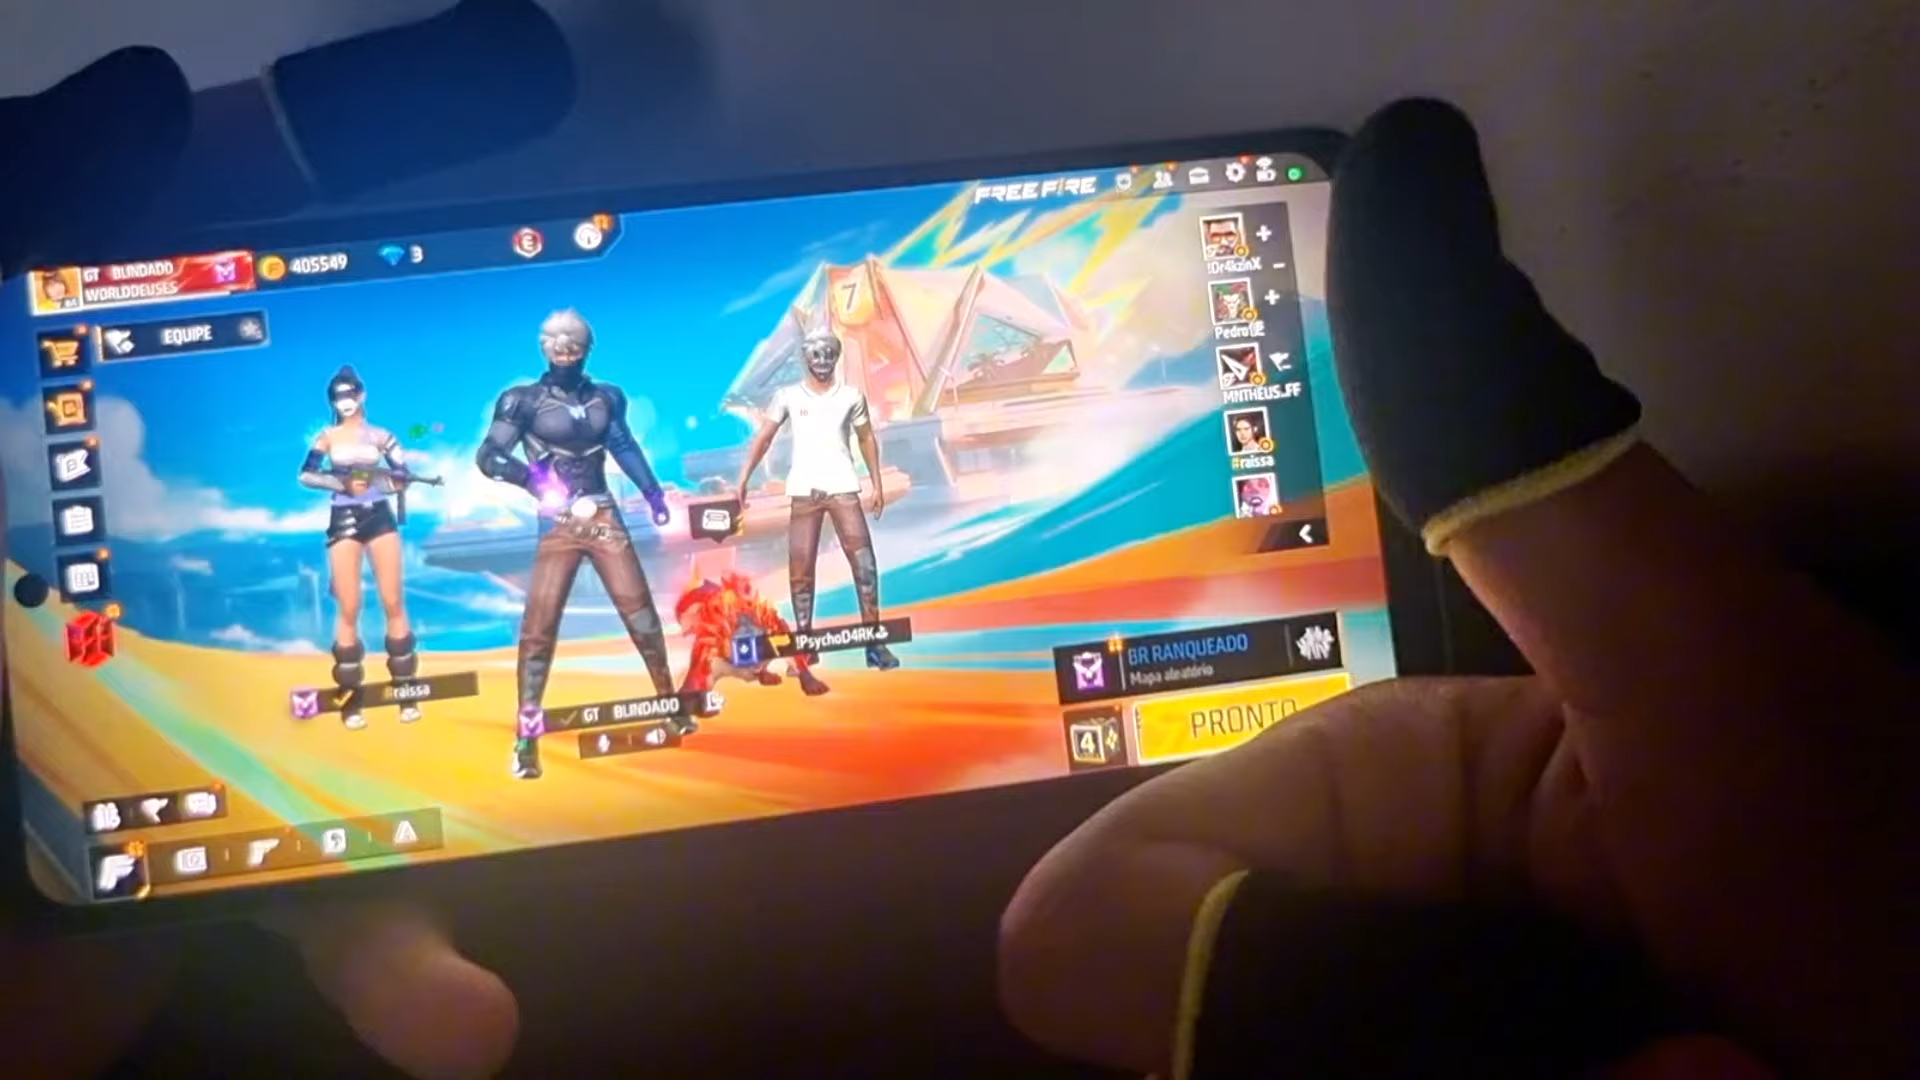 FREE FIRE
GT BLINDADO
WORLDDEUSES
405549
3
EQUIPE
7
!Dr4kzinX
Pedro
MNTHEUS..FF
#raissa
!PsychoD4RK
#raissa
GT BLINDADO
BR RANQUEADO
Mapa aleatório
4
PRONTO